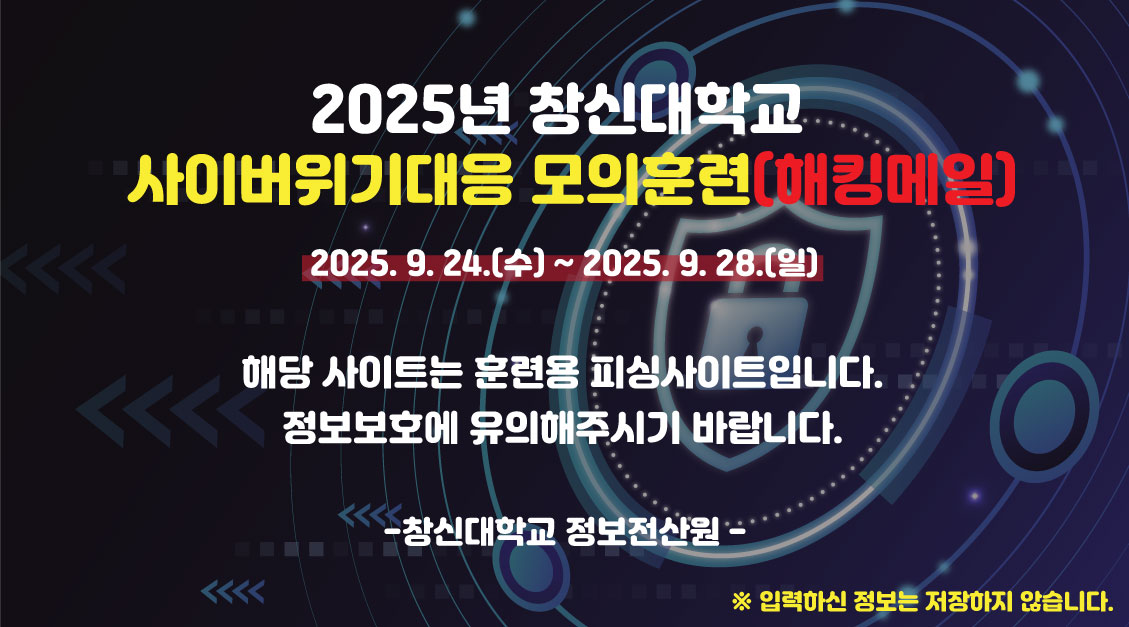 2025년 창신대학교
사이버위기대응 모의훈련(해킹메일)
2025. 9. 24.(수) ~ 2025. 9. 28.(일)
해당 사이트는 훈련용 피싱사이트입니다.
정보보호에 유의해주시기 바랍니다.
-창신대학교 정보전산원 -
※ 입력하신 정보는 저장하지 않습니다.